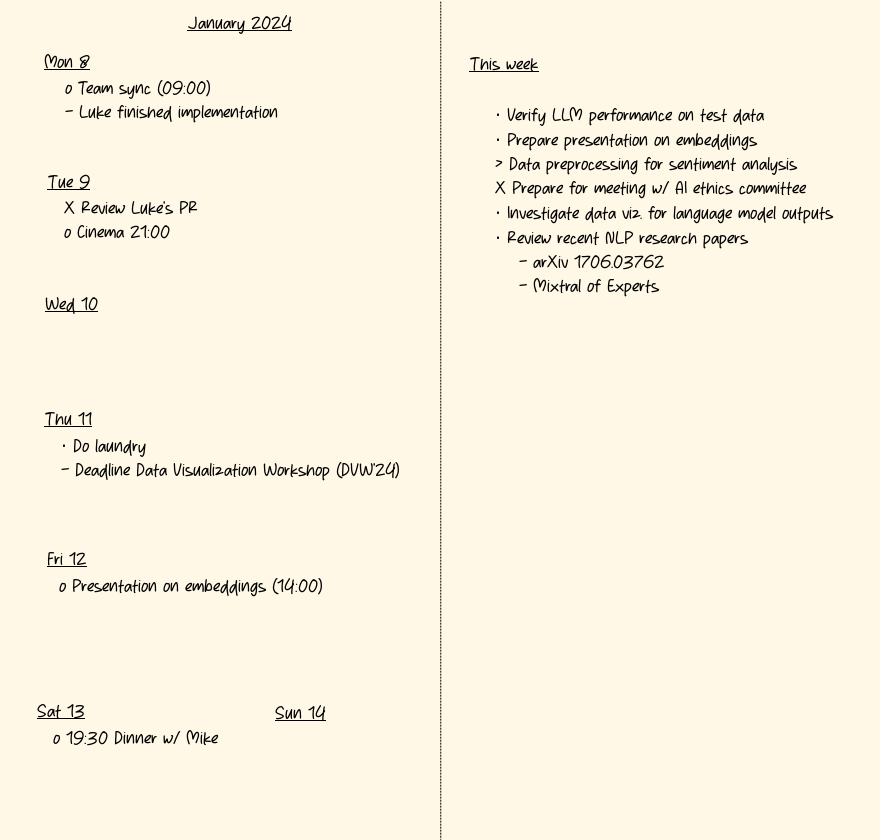 January 2024
Mon 8
o Team sync (09:00)
- Luke finished implementation
Tue 9
X Review Luke's PR
o Cinema 21:00
Wed 10
Thu 11
· Do laundry
- Deadline Data Visualization Workshop (DVW'24)
Fri 12
o Presentation on embeddings (14:00)
Sat 13
o 19:30 Dinner w/ Mike
Sun 14
This week
· Verify LLM performance on test data
· Prepare presentation on embeddings
> Data preprocessing for sentiment analysis
X Prepare for meeting w/ AI ethics committee
· Investigate data viz. for language model outputs
· Review recent NLP research papers
- arXiv 1706.03762
- Mixtral of Experts